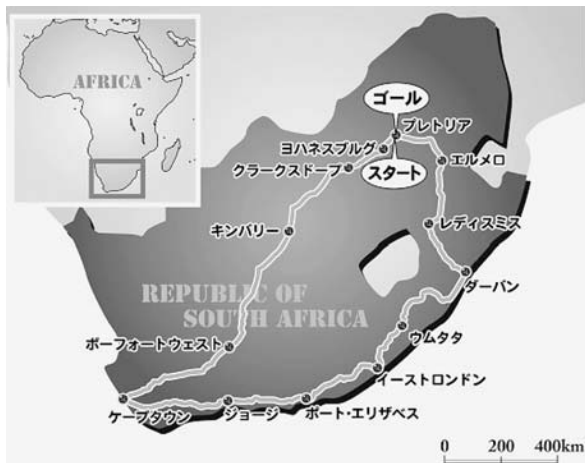 AFRICA
ゴール
プレトリア
ヨハネスブルグ
スタート
エルメロ
クラークスドープ
キンバリー
レディスミス
REPUBLIC OF
SOUTH AFRICA
ダーバン
ウムタタ
ボーフォートウェスト
イーストロンドン
ケープタウン
ジョージ
ポート・エリザベス
0 200 400km